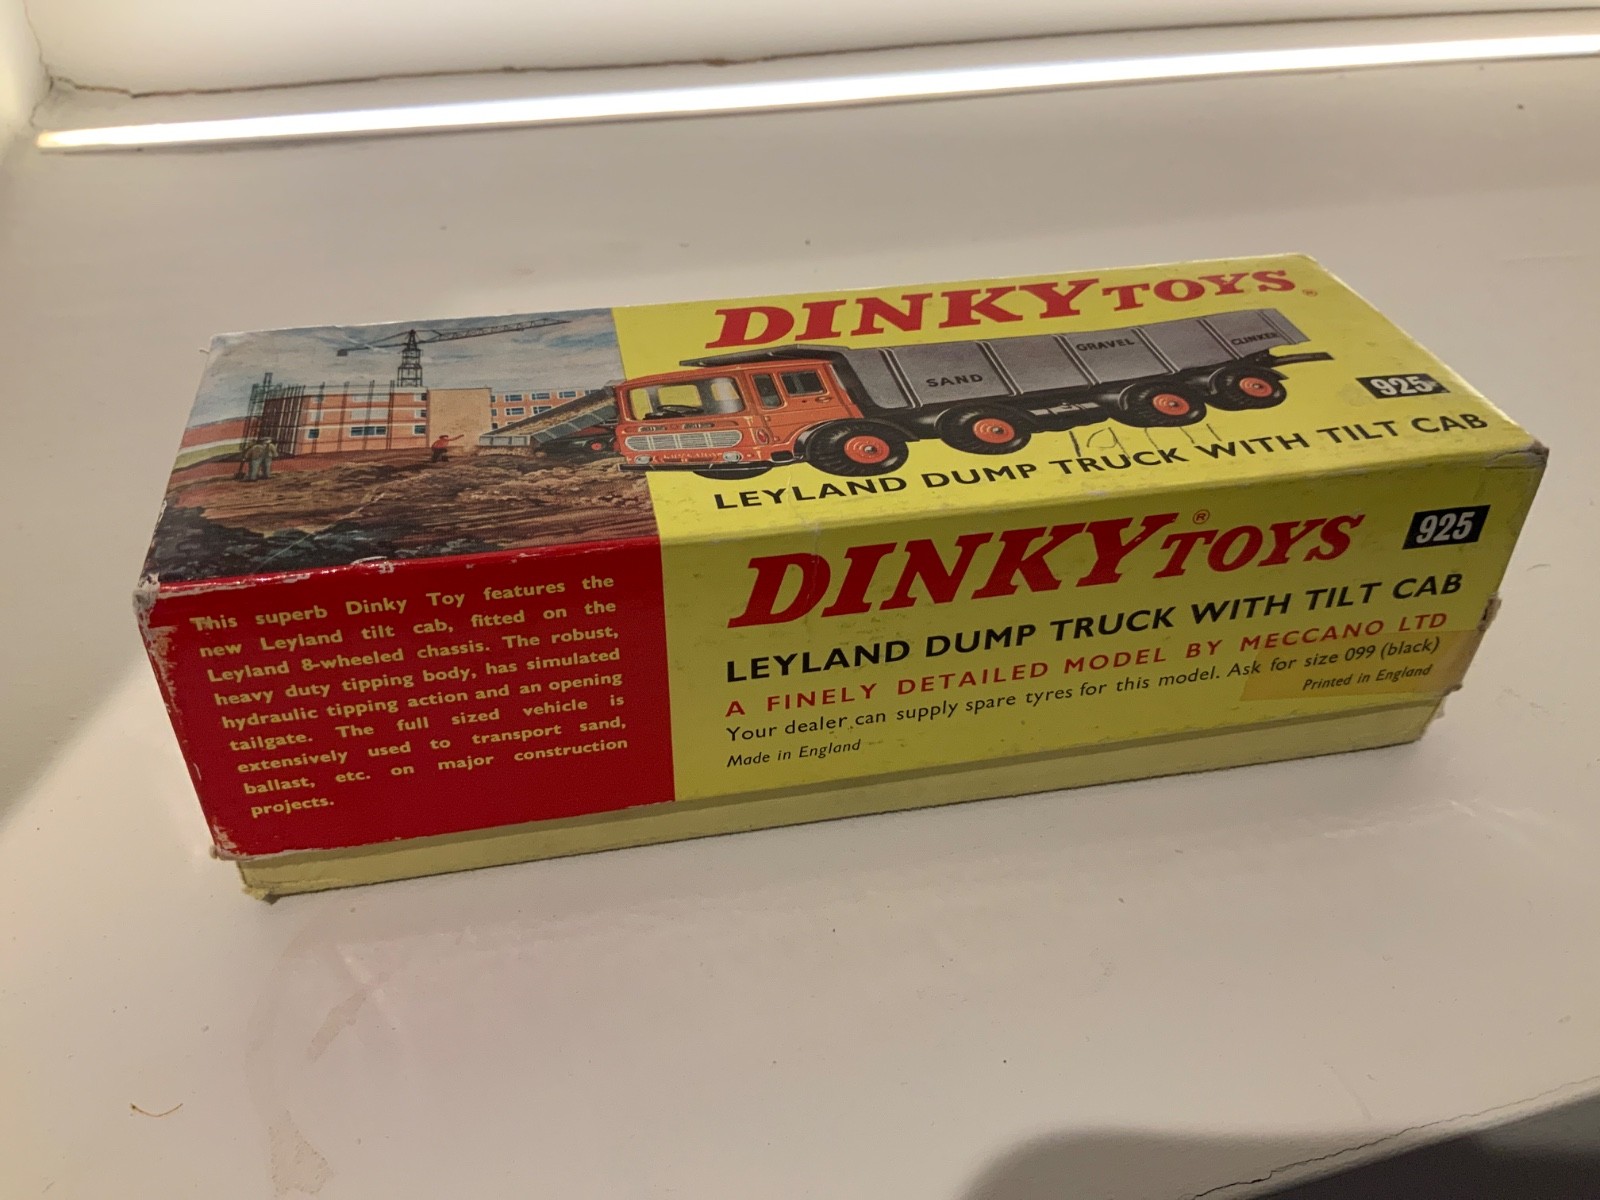 DINKY TOYS®
SAND GRAVEL CLINKER
925
LEYLAND DUMP TRUCK WITH TILT CAB
This superb Dinky Toy features the
new Leyland tilt cab, fitted on the
Leyland 8-wheeled chassis. The robust,
heavy duty tipping body, has simulated
hydraulic tipping action and an opening
tailgate. The full sized vehicle is
extensively used to transport sand,
ballast, etc. on major construction
projects.
DINKY TOYS®
925
LEYLAND DUMP TRUCK WITH TILT CAB
A FINELY DETAILED MODEL BY MECCANO LTD
Your dealer can supply spare tyres for this model. Ask for size 099 (black)
Made in England
Printed in England